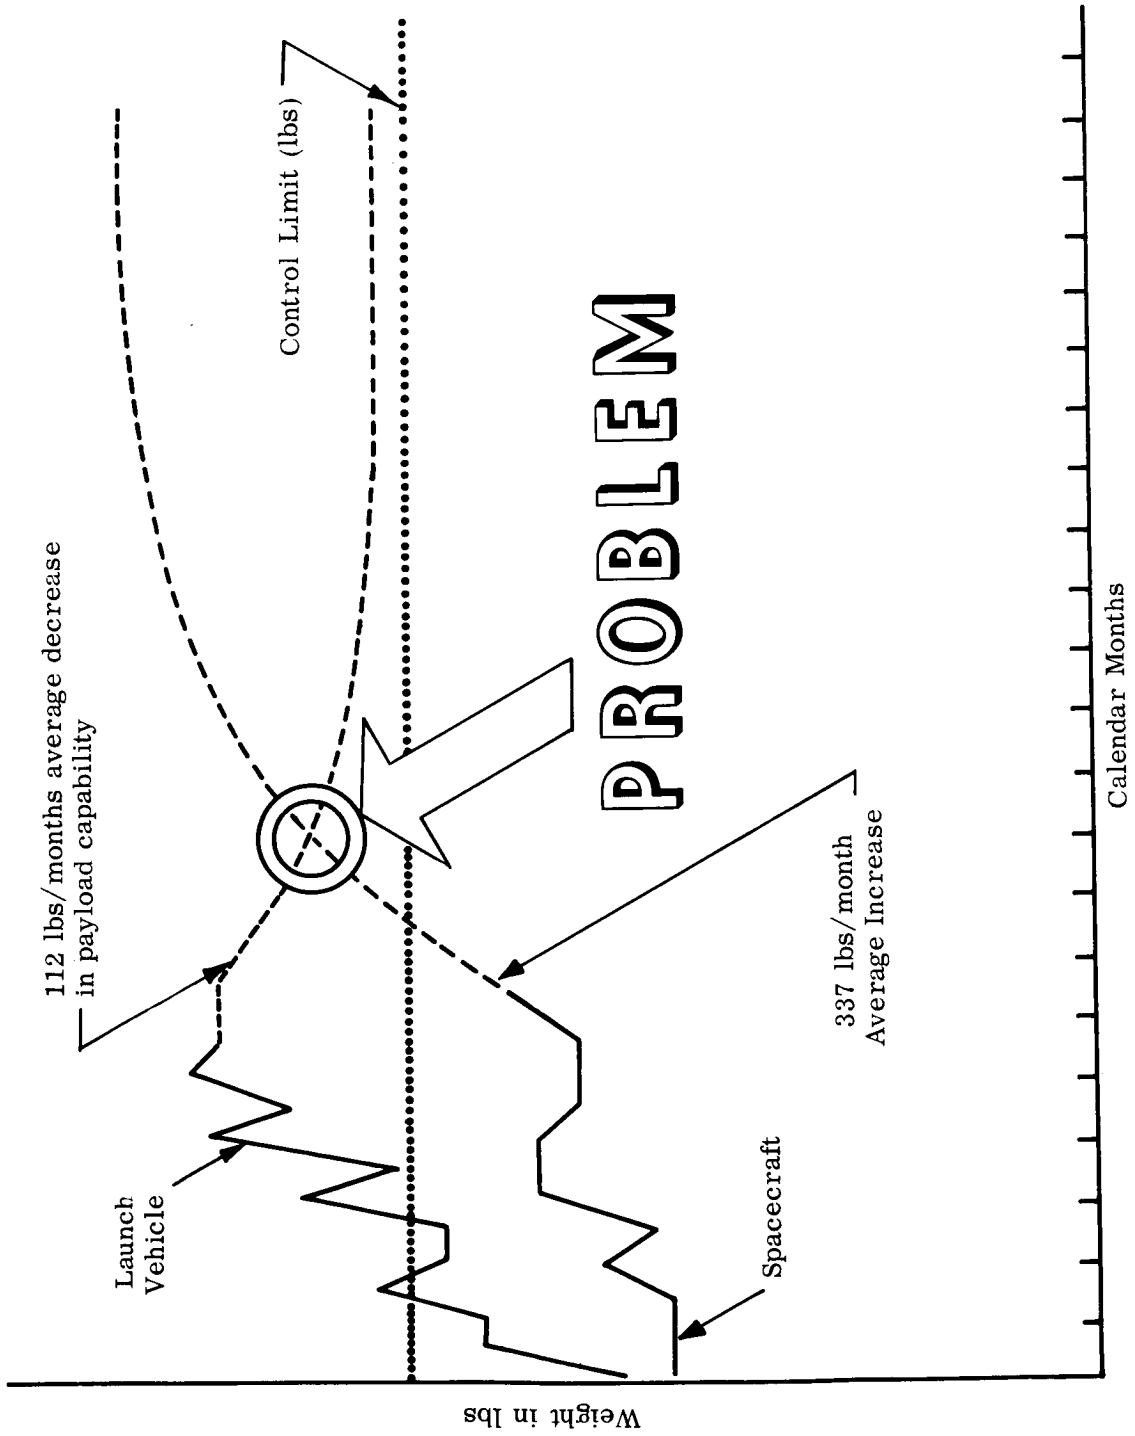 112 lbs/months average decrease
in payload capability
Control Limit (lbs)
Launch
Vehicle
PROBLEM
337 lbs/month
Average Increase
Spacecraft
Weight in lbs
Calendar Months